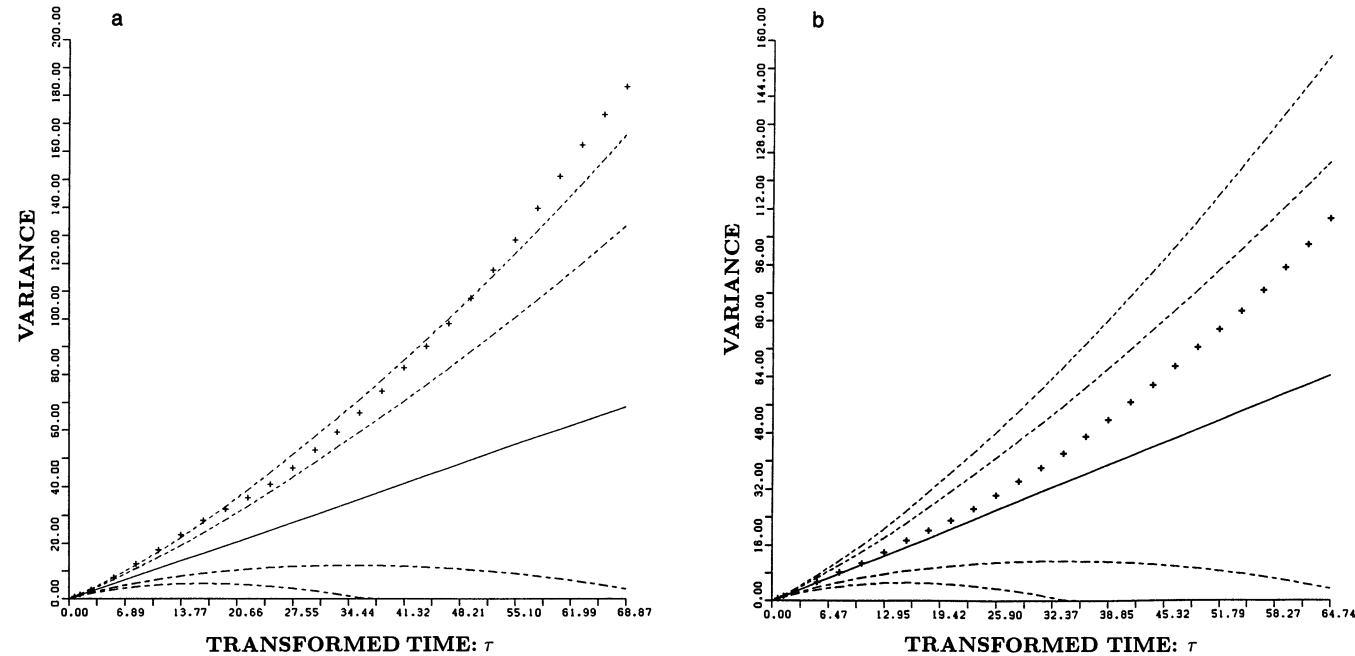 a
b
200.00
180.00
160.00
140.00
120.00
100.00
80.00
60.00
40.00
20.00
0.00
VARIANCE
0.00 6.89 13.77 20.66 27.55 34.44 41.32 48.21 55.10 61.99 68.87
TRANSFORMED TIME: τ
160.00
144.00
128.00
112.00
96.00
80.00
64.00
48.00
32.00
16.00
0.00
VARIANCE
0.00 6.47 12.95 19.42 25.90 32.37 38.85 45.32 51.79 58.27 64.74
TRANSFORMED TIME: τ